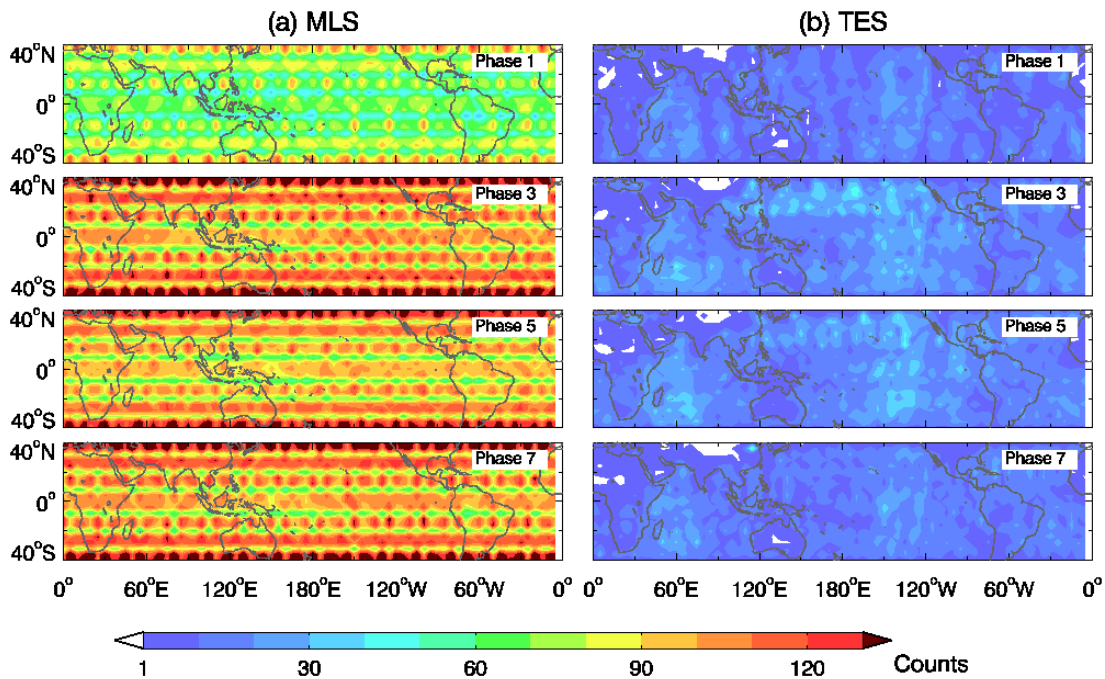 (a) MLS
(b) TES
40°N
0°
40°S
Phase 1
Phase 1
40°N
0°
40°S
Phase 3
Phase 3
40°N
0°
40°S
Phase 5
Phase 5
40°N
0°
40°S
Phase 7
Phase 7
0° 60°E 120°E 180°E 120°W 60°W 0°
0° 60°E 120°E 180°E 120°W 60°W 0°
1 30 60 90 120 Counts